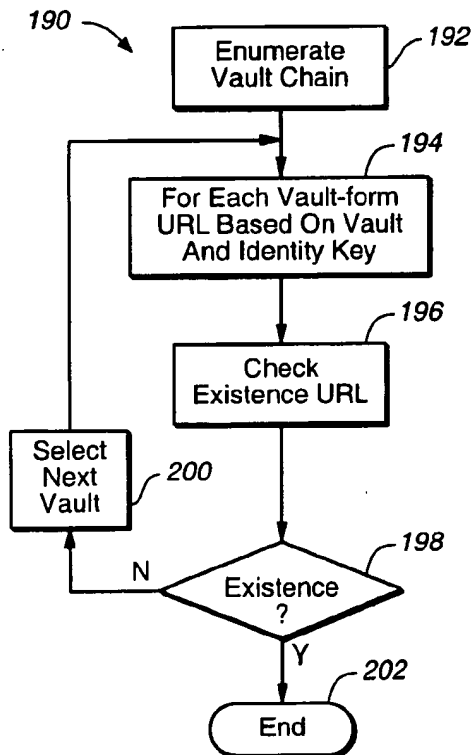 190
Enumerate
Vault Chain
192
194
For Each Vault-form
URL Based On Vault
And Identity Key
196
Check
Existence URL
Select
Next
Vault
200
198
N
Existence
?
Y
202
End